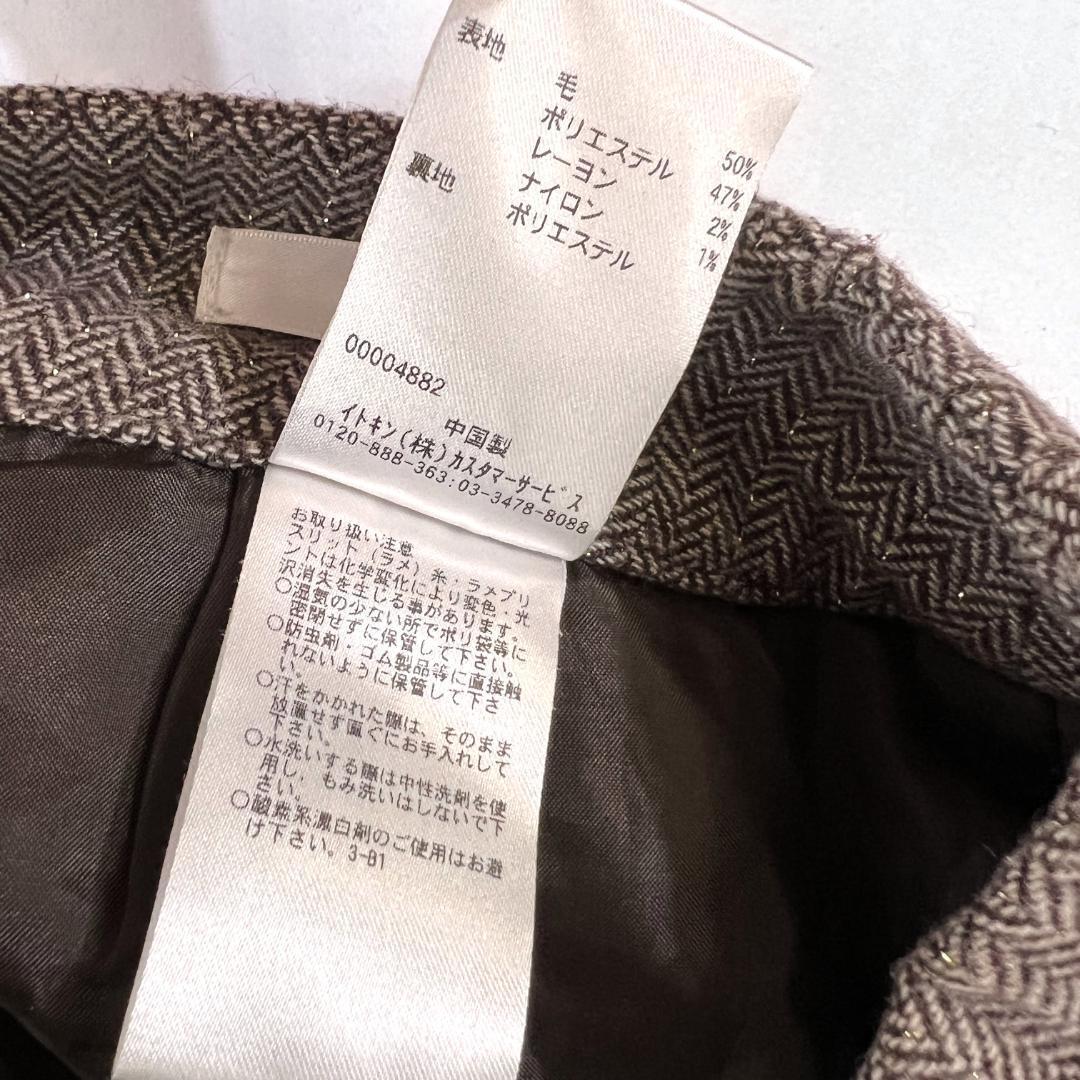 表地
毛 50%
ポリエステル 47%
レーヨン 2%
ナイロン 1%
裏地 ポリエステル
00004882
中国製
イトキン(株)カスタマーサービス
0120-888-363:03-3478-8088
お取り扱い注意
スリット(ラメ)糸・ラメプリ
ントは化学変化により変色・光
沢消失を生じる事があります。
○湿気の少ない所でポリ袋等に
密閉せずに保管して下さい。
○防虫剤・ゴム製品等に直接触
れないように保管して下さ
い。
○汗をかかれた際は、そのまま
放置せず直ぐにお手入れして
下さい。
○水洗いする際は中性洗剤を使
用し、もみ洗いはしないで下
さい。
○酸素系漂白剤のご使用はお避
け下さい。3-B1